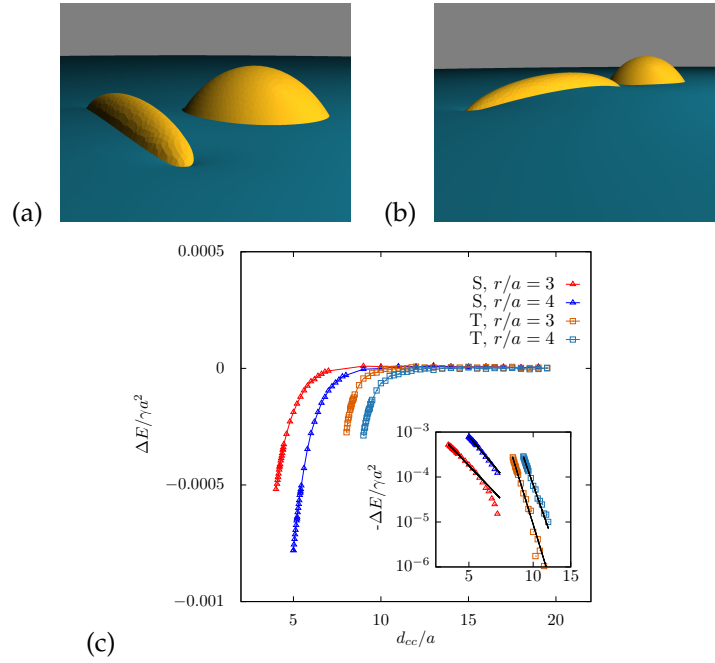 (a)
(b)
0.0005
0
−0.0005
−0.001
ΔE/γa²
S, r/a = 3
S, r/a = 4
T, r/a = 3
T, r/a = 4
10⁻³
10⁻⁴
10⁻⁵
10⁻⁶
-ΔE/γa²
5 10 15
5 10 15 20
d_cc/a
(c)